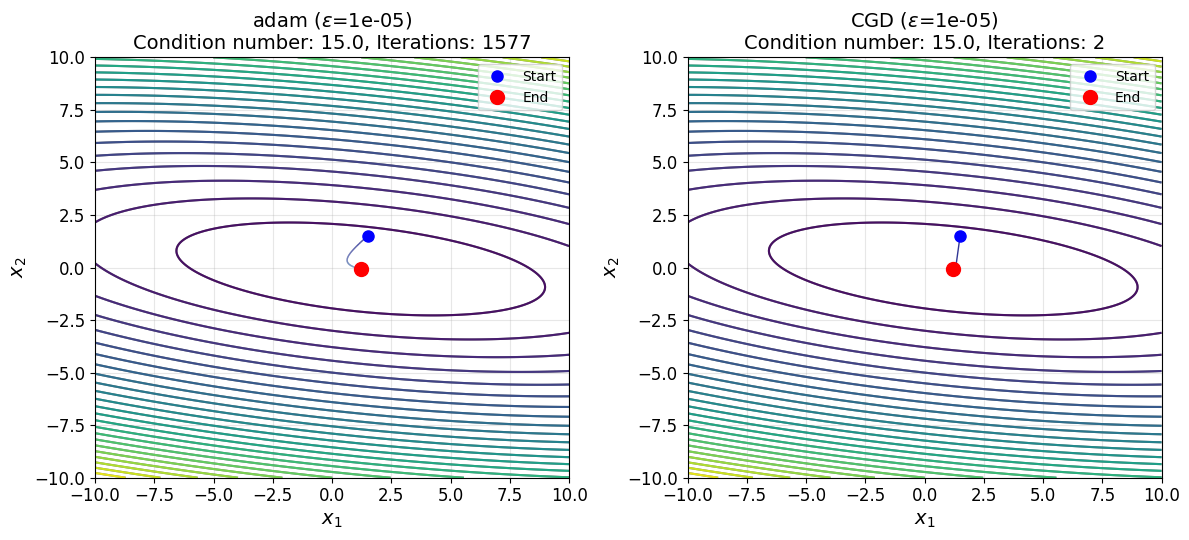 adam (ε=1e-05)
Condition number: 15.0, Iterations: 1577
10.0
7.5
5.0
2.5
0.0
−2.5
−5.0
−7.5
−10.0
x₂
Start
End
−10.0 −7.5 −5.0 −2.5 0.0 2.5 5.0 7.5 10.0
x₁
CGD (ε=1e-05)
Condition number: 15.0, Iterations: 2
10.0
7.5
5.0
2.5
0.0
−2.5
−5.0
−7.5
−10.0
x₂
Start
End
−10.0 −7.5 −5.0 −2.5 0.0 2.5 5.0 7.5 10.0
x₁